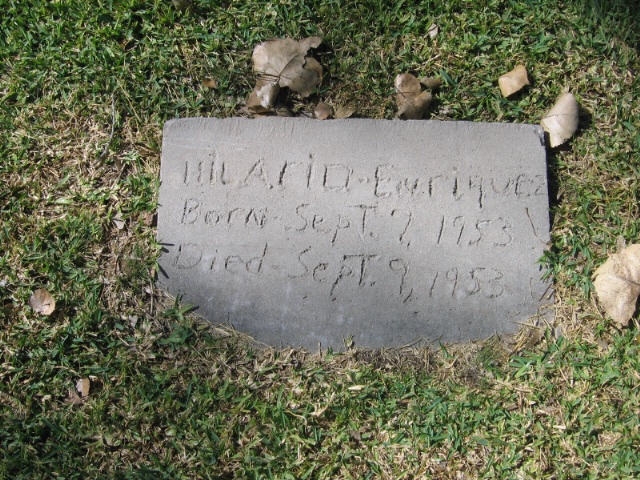 HILARIO-Enriquez
Born-Sept. 7, 1953
Died-Sept. 9, 1953